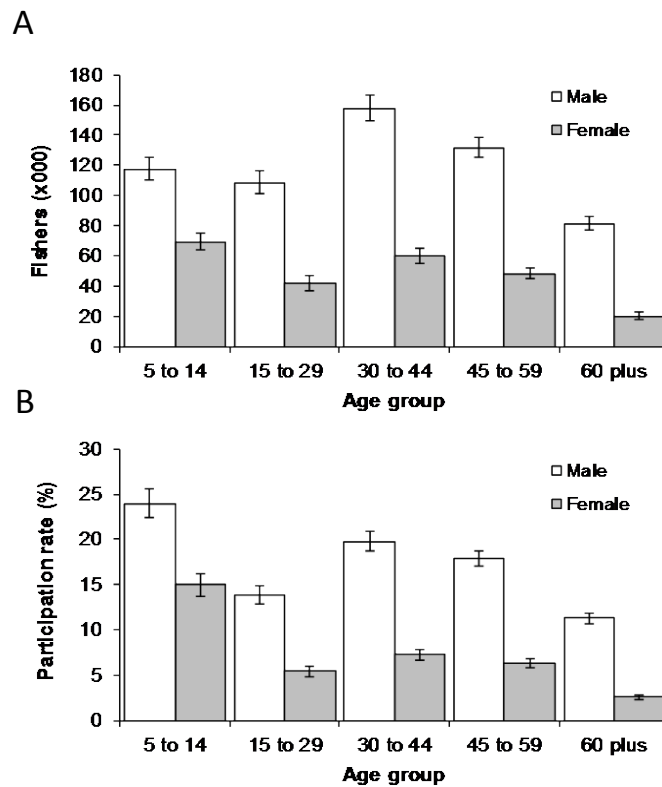 A
180
160
140
120
100
80
60
40
20
0
Fishers (x000)
Male
Female
5 to 14 15 to 29 30 to 44 45 to 59 60 plus
Age group
B
30
25
20
15
10
5
0
Participation rate (%)
Male
Female
5 to 14 15 to 29 30 to 44 45 to 59 60 plus
Age group